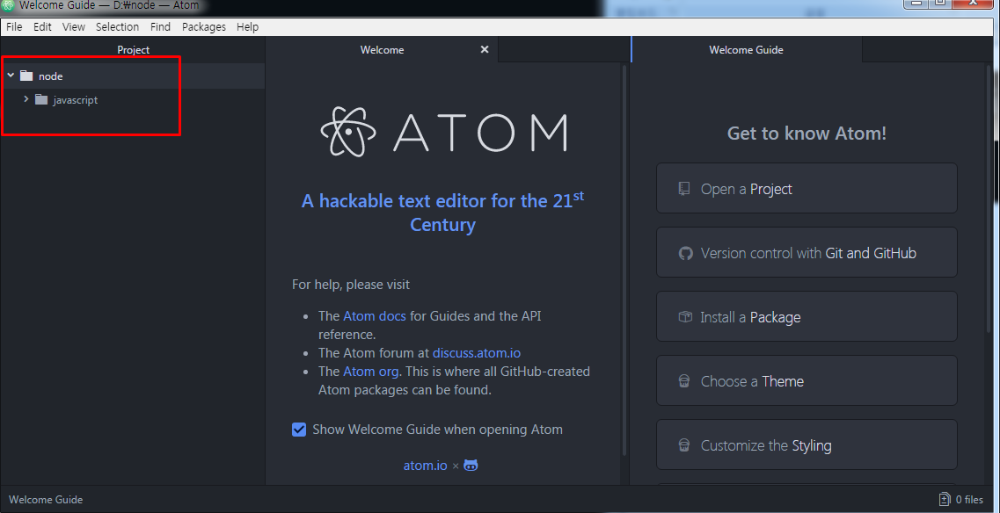 Welcome Guide — D:₩node — Atom
File Edit View Selection Find Packages Help
Project
node
javascript
Welcome
ATOM
A hackable text editor for the 21st
Century
For help, please visit
• The Atom docs for Guides and the API
reference.
• The Atom forum at discuss.atom.io
• The Atom org. This is where all GitHub-created
Atom packages can be found.
Show Welcome Guide when opening Atom
atom.io ×
Welcome Guide
Get to know Atom!
Open a Project
Version control with Git and GitHub
Install a Package
Choose a Theme
Customize the Styling
Welcome Guide
0 files